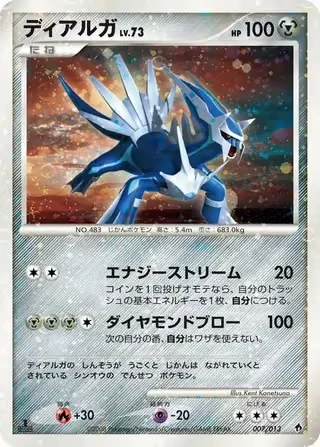 ディアルガ LV.73 HP 100
たね
NO.483 じかんポケモン 高さ:5.4m 重さ:683.0kg
エナジーストリーム 20
コインを1回投げオモテなら、自分のトラ
ッシュの基本エネルギーを1枚、自分につける。
ダイヤモンドブロー 100
次の自分の番、自分はワザを使えない。
ディアルガの しんぞうが うごくと じかんは ながれていく と
されている シンオウの でんせつ ポケモン。
Illus.Kent Kanetsuna
弱点 抵抗力 にげる
+30 -20
007/013